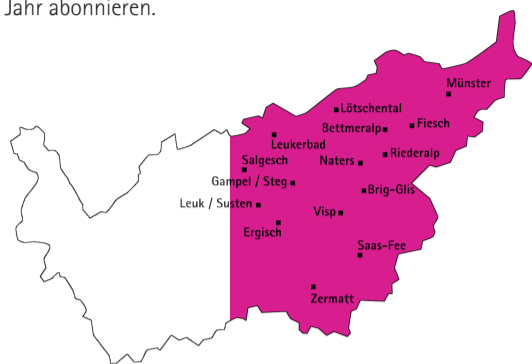 Jahr abonnieren.
Münster
Lötschental
Bettmeralp
Fiesch
Leukerbad
Salgesch
Naters
Riederalp
Gampel / Steg
Brig-Glis
Leuk / Susten
Visp
Ergisch
Saas-Fee
Zermatt